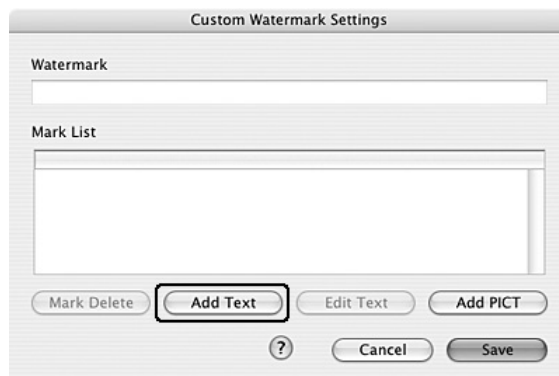 Custom Watermark Settings
Watermark
Mark List
Mark Delete Add Text Edit Text Add PICT
? Cancel Save